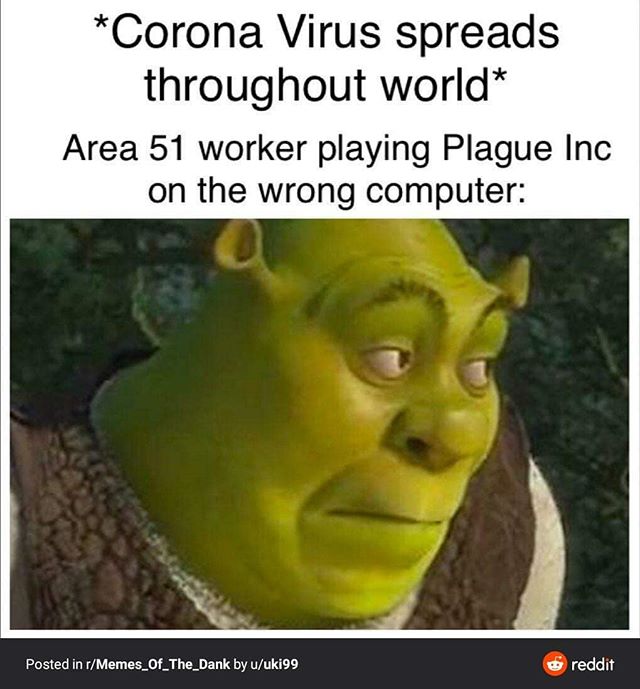 *Corona Virus spreads
throughout world*
Area 51 worker playing Plague Inc
on the wrong computer:
Posted in r/Memes_Of_The_Dank by u/uki99
reddit